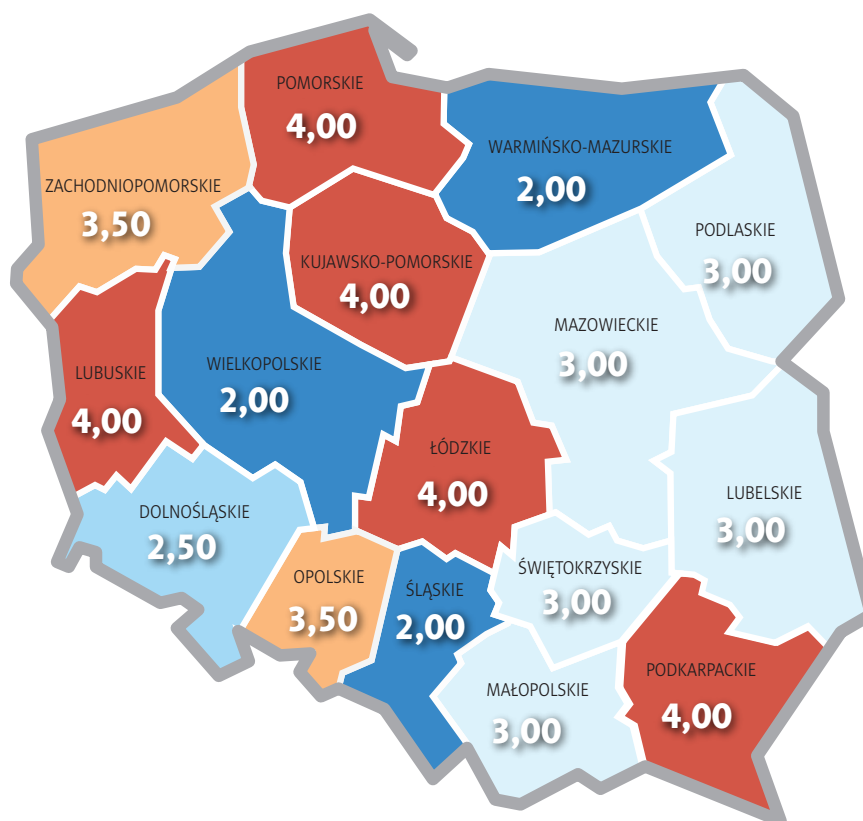 POMORSKIE
4,00
WARMIŃSKO-MAZURSKIE
2,00
ZACHODNIOPOMORSKIE
3,50
PODLASKIE
3,00
KUJAWSKO-POMORSKIE
4,00
MAZOWIECKIE
3,00
LUBUSKIE
4,00
WIELKOPOLSKIE
2,00
ŁÓDZKIE
4,00
LUBELSKIE
3,00
DOLNOŚLĄSKIE
2,50
OPOLSKIE
3,50
ŚLĄSKIE
2,00
ŚWIĘTOKRZYSKIE
3,00
MAŁOPOLSKIE
3,00
PODKARPACKIE
4,00